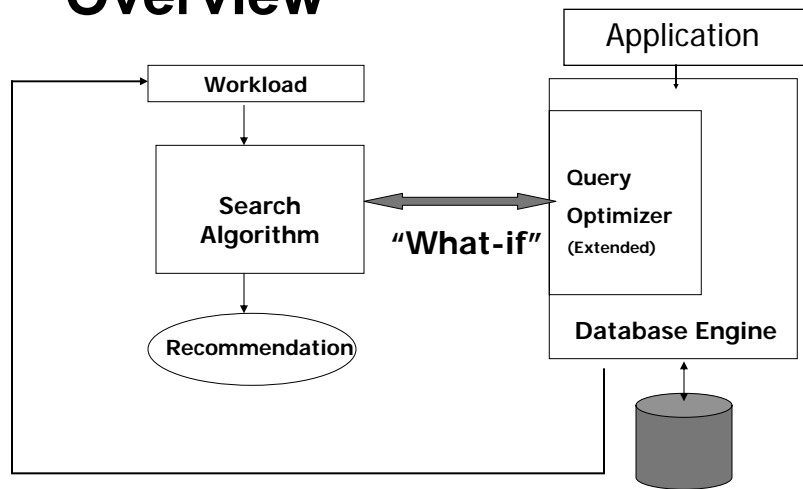 Overview
Application
Workload
Search
Algorithm
"What-if"
Query
Optimizer
(Extended)
Database Engine
Recommendation